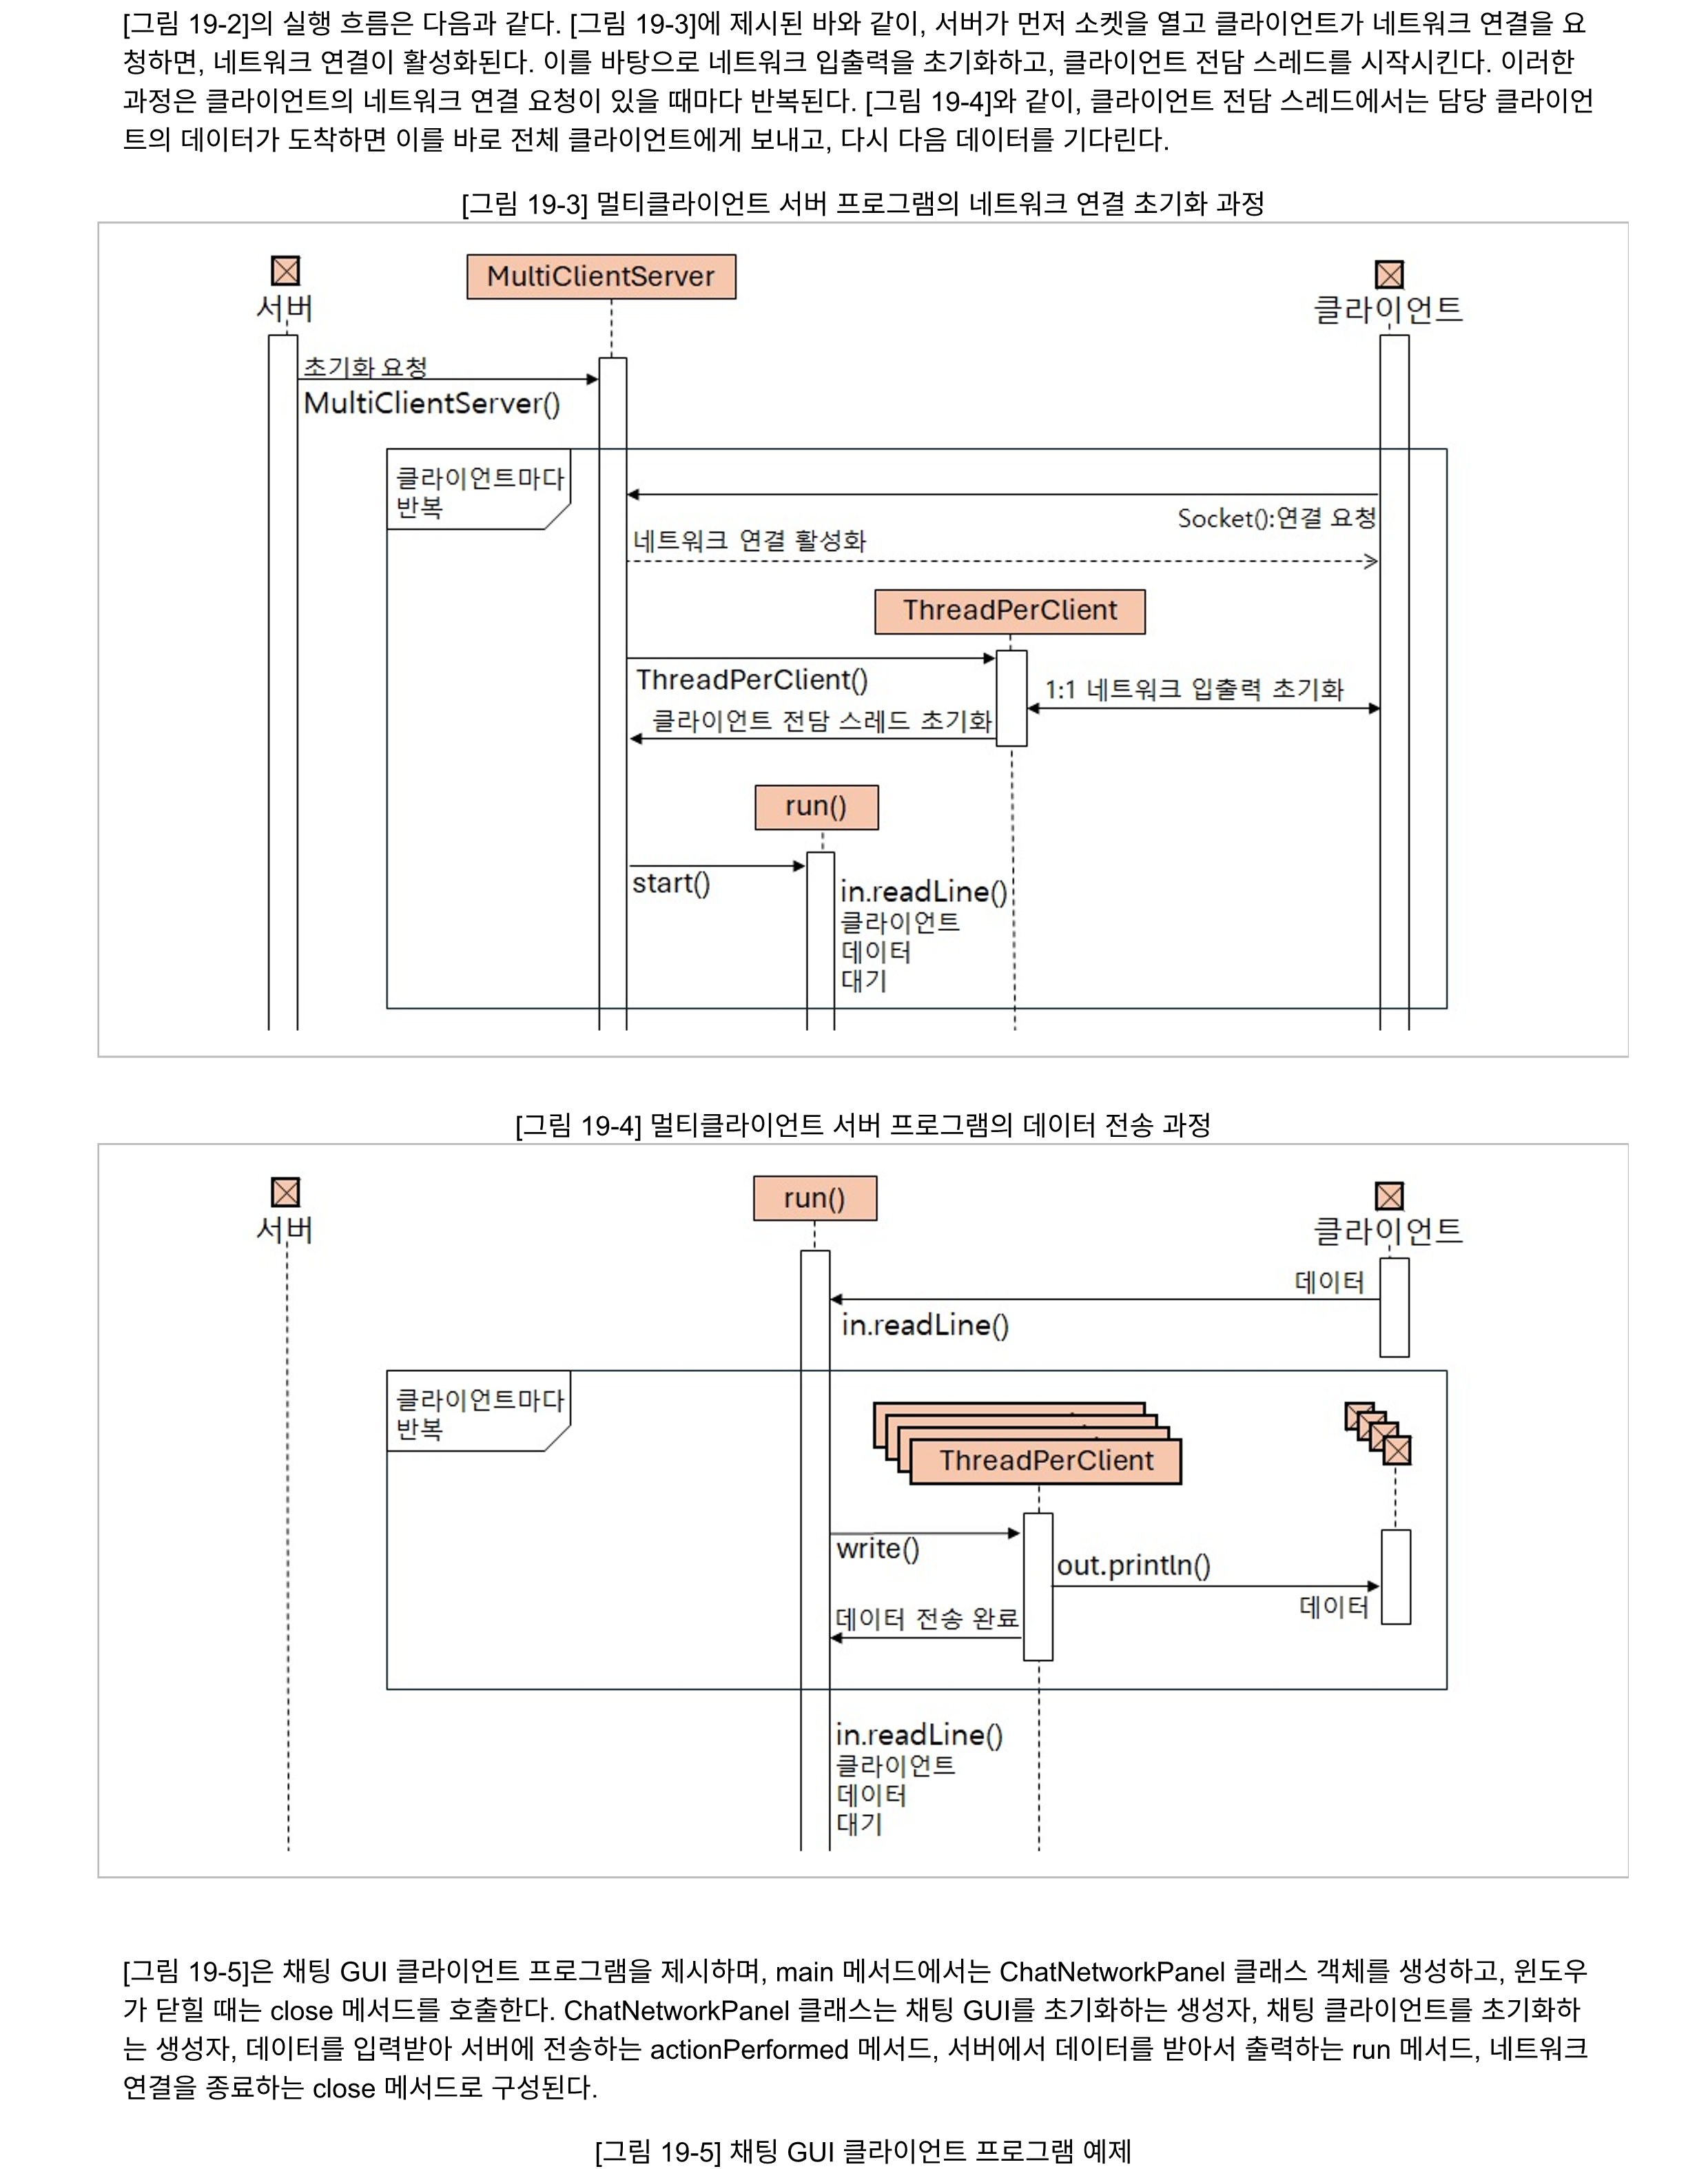 [그림 19-2]의 실행 흐름은 다음과 같다. [그림 19-3]에 제시된 바와 같이, 서버가 먼저 소켓을 열고 클라이언트가 네트워크 연결을 요
청하면, 네트워크 연결이 활성화된다. 이를 바탕으로 네트워크 입출력을 초기화하고, 클라이언트 전담 스레드를 시작시킨다. 이러한
과정은 클라이언트의 네트워크 연결 요청이 있을 때마다 반복된다. [그림 19-4]와 같이, 클라이언트 전담 스레드에서는 담당 클라이언
트의 데이터가 도착하면 이를 바로 전체 클라이언트에게 보내고, 다시 다음 데이터를 기다린다.
[그림 19-3] 멀티클라이언트 서버 프로그램의 네트워크 연결 초기화 과정
서버
MultiClientServer
클라이언트
초기화 요청
MultiClientServer()
클라이언트마다
반복
Socket():연결 요청
네트워크 연결 활성화
ThreadPerClient
ThreadPerClient()
1:1 네트워크 입출력 초기화
클라이언트 전담 스레드 초기화
run()
start()
in.readLine()
클라이언트
데이터
대기
[그림 19-4] 멀티클라이언트 서버 프로그램의 데이터 전송 과정
서버
run()
클라이언트
데이터
in.readLine()
클라이언트마다
반복
ThreadPerClient
write()
out.println()
데이터
데이터 전송 완료
in.readLine()
클라이언트
데이터
대기
[그림 19-5]은 채팅 GUI 클라이언트 프로그램을 제시하며, main 메서드에서는 ChatNetworkPanel 클래스 객체를 생성하고, 윈도우
가 닫힐 때는 close 메서드를 호출한다. ChatNetworkPanel 클래스는 채팅 GUI를 초기화하는 생성자, 채팅 클라이언트를 초기화하
는 생성자, 데이터를 입력받아 서버에 전송하는 actionPerformed 메서드, 서버에서 데이터를 받아서 출력하는 run 메서드, 네트워크
연결을 종료하는 close 메서드로 구성된다.
[그림 19-5] 채팅 GUI 클라이언트 프로그램 예제